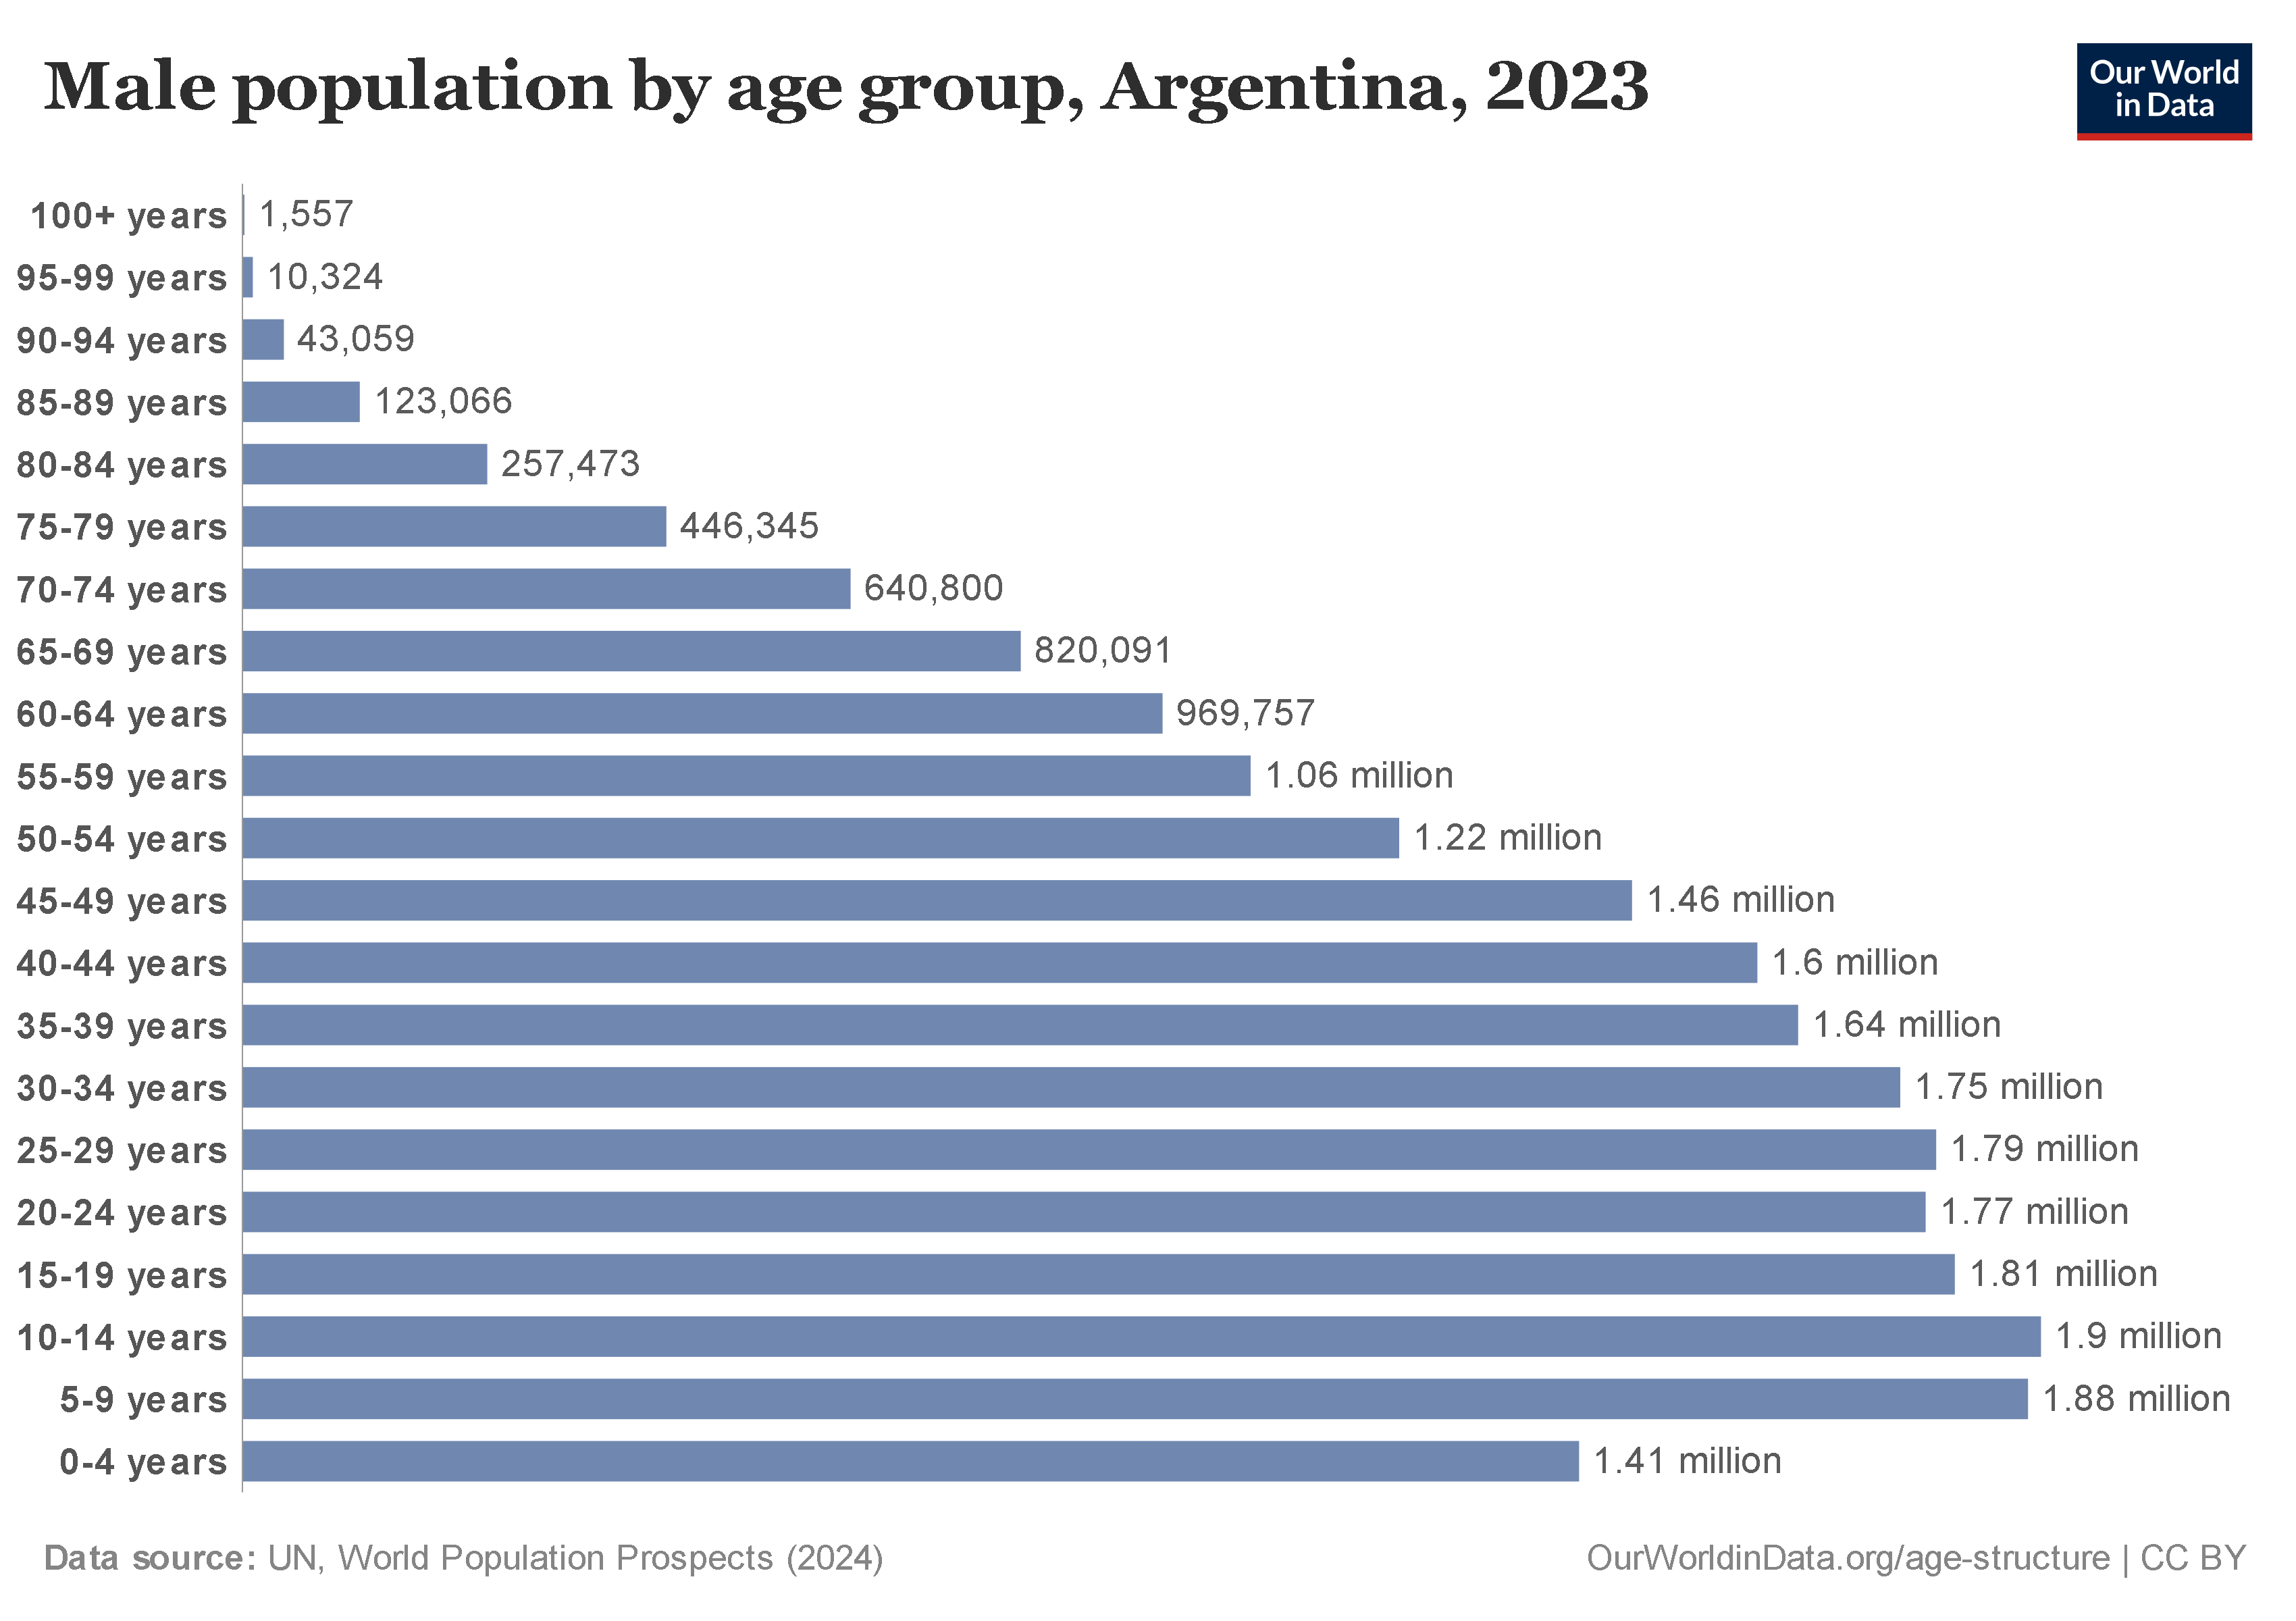 Male population by age group, Argentina, 2023
Our World
in Data
100+ years 1,557
95-99 years 10,324
90-94 years 43,059
85-89 years 123,066
80-84 years 257,473
75-79 years 446,345
70-74 years 640,800
65-69 years 820,091
60-64 years 969,757
55-59 years 1.06 million
50-54 years 1.22 million
45-49 years 1.46 million
40-44 years 1.6 million
35-39 years 1.64 million
30-34 years 1.75 million
25-29 years 1.79 million
20-24 years 1.77 million
15-19 years 1.81 million
10-14 years 1.9 million
5-9 years 1.88 million
0-4 years 1.41 million
Data source: UN, World Population Prospects (2024)
OurWorldinData.org/age-structure | CC BY